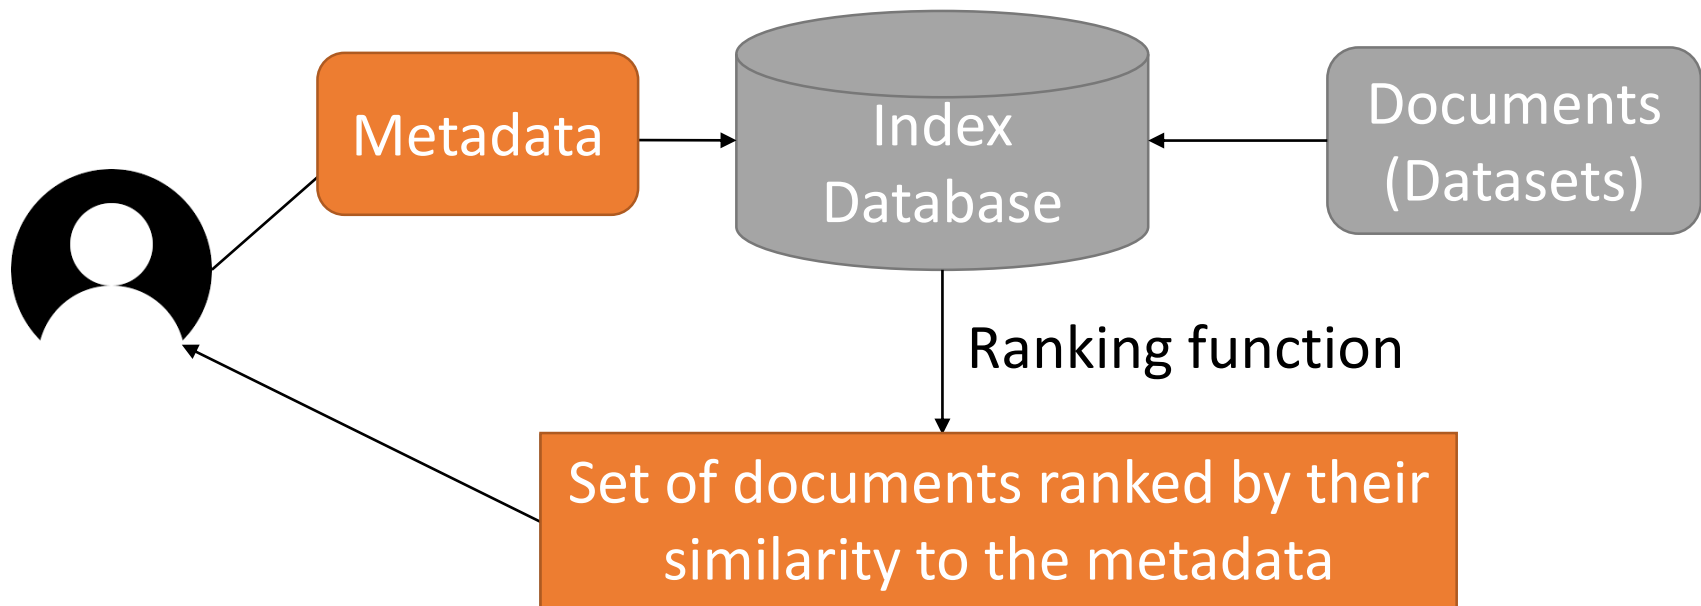 Metadata
Index
Database
Documents
(Datasets)
Ranking function
Set of documents ranked by their
similarity to the metadata